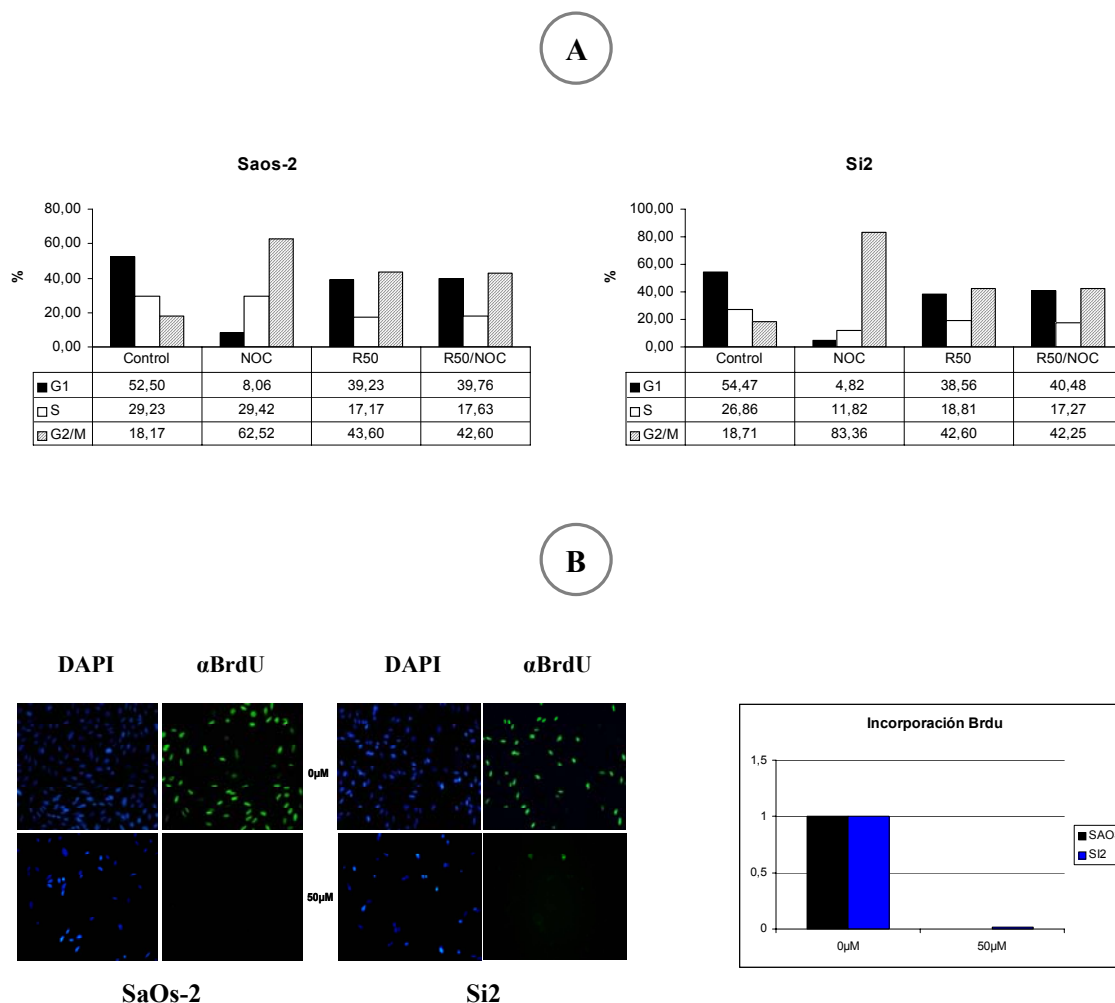 A
Saos-2
80,00
60,00
40,00
20,00
0,00
%
Control NOC R50 R50/NOC
G1 52,50 8,06 39,23 39,76
S 29,23 29,42 17,17 17,63
G2/M 18,17 62,52 43,60 42,60
Si2
100,00
80,00
60,00
40,00
20,00
0,00
%
Control NOC R50 R50/NOC
G1 54,47 4,82 38,56 40,48
S 26,86 11,82 18,81 17,27
G2/M 18,71 83,36 42,60 42,25
B
DAPI αBrdU DAPI αBrdU
0µM
50µM
SaOs-2 Si2
Incorporación Brdu
1,5
1
0,5
0
0µM 50µM
SAO
SI2